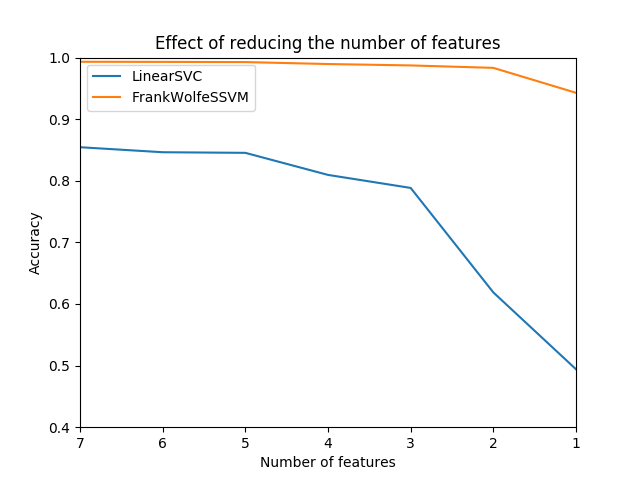 Effect of reducing the number of features
LinearSVC
FrankWolfeSSVM
1.0
0.9
0.8
0.7
0.6
0.5
0.4
Accuracy
7 6 5 4 3 2 1
Number of features